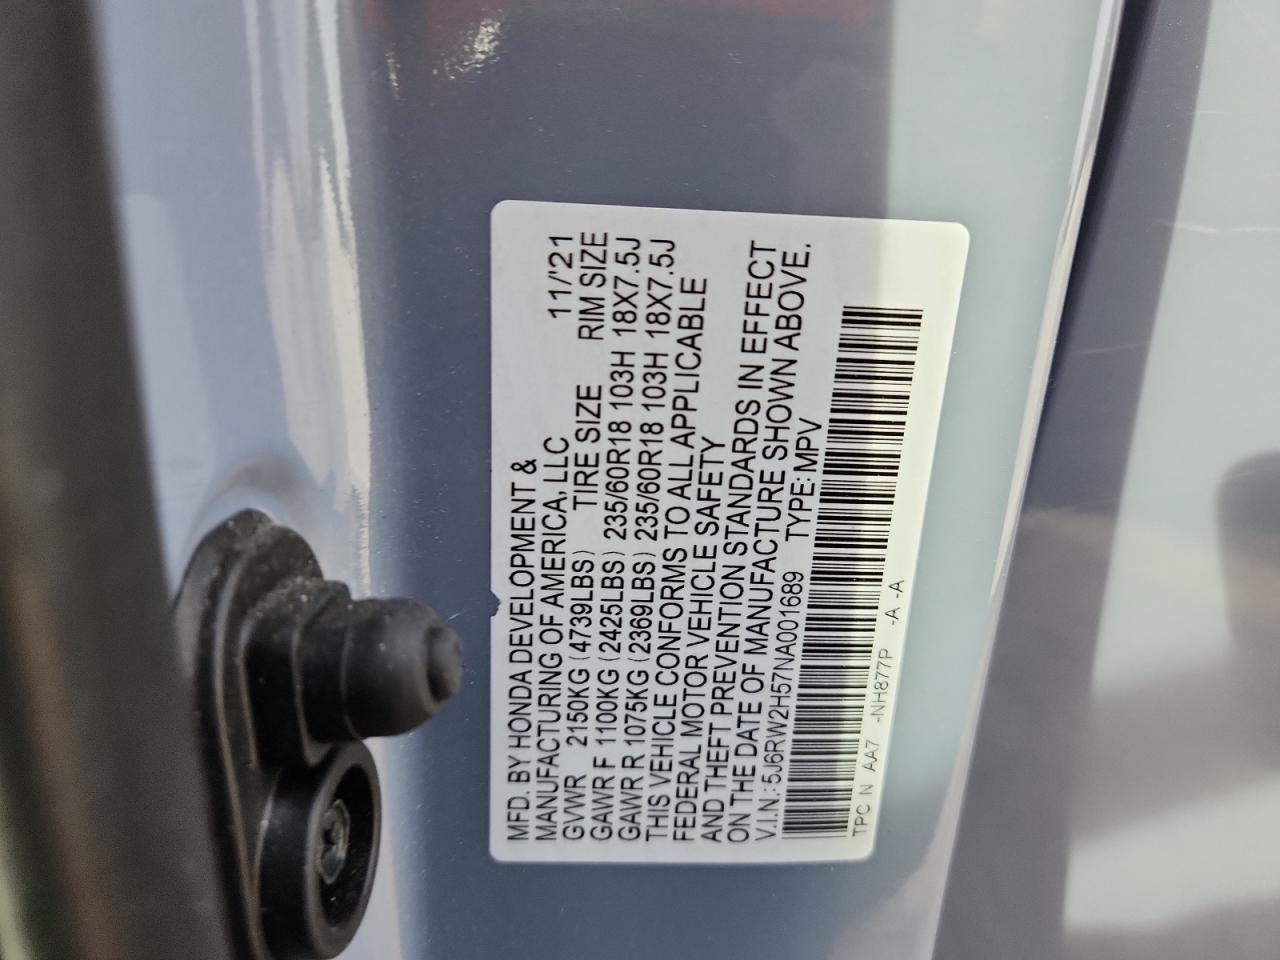 MFD. BY HONDA DEVELOPMENT &
MANUFACTURING OF AMERICA, LLC 11/'21
GVWR 2150KG (4739LBS) TIRE SIZE RIM SIZE
GAWR F 1100KG (2425LBS) 235/60R18 103H 18X7.5J
GAWR R 1075KG (2369LBS) 235/60R18 103H 18X7.5J
THIS VEHICLE CONFORMS TO ALL APPLICABLE
FEDERAL MOTOR VEHICLE SAFETY
AND THEFT PREVENTION STANDARDS IN EFFECT
ON THE DATE OF MANUFACTURE SHOWN ABOVE.
V.I.N.: 5J6RW2H57NA001689 TYPE: MPV
TPC N AA7 -NH877P -A -A